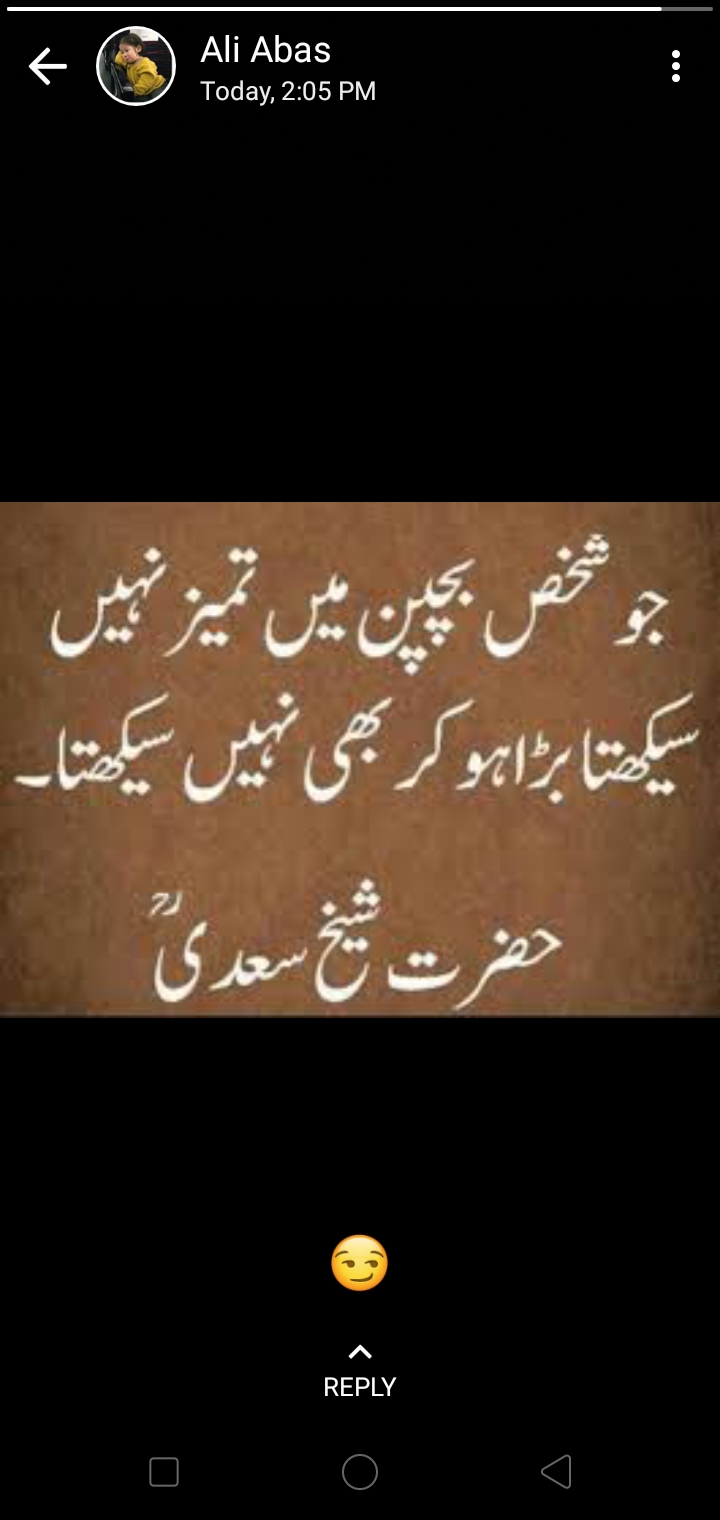 Ali Abas
Today, 2:05 PM
جو شخص بچپن میں تمیز نہیں
سیکھتا بڑا ہو کر بھی نہیں سیکھتا۔
حضرت شیخ سعدیؒ
😏
REPLY